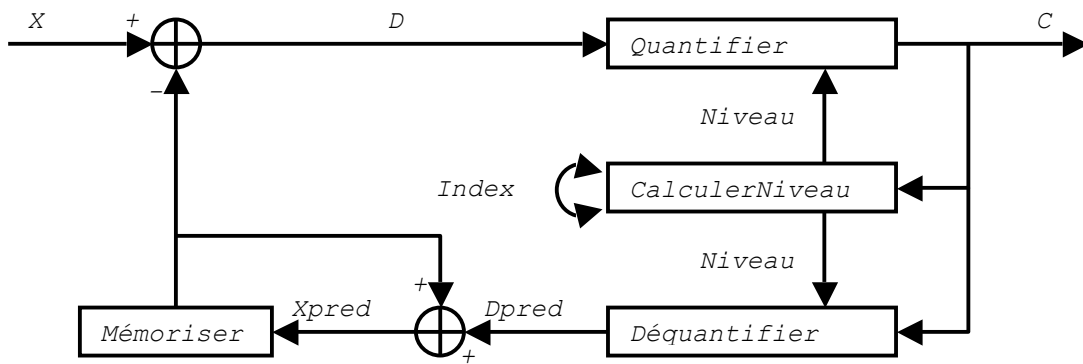 X
+
D
C
Quantifier
-
Niveau
Index
CalculerNiveau
Niveau
+
Xpred
Dpred
Mémoriser
Déquantifier
+